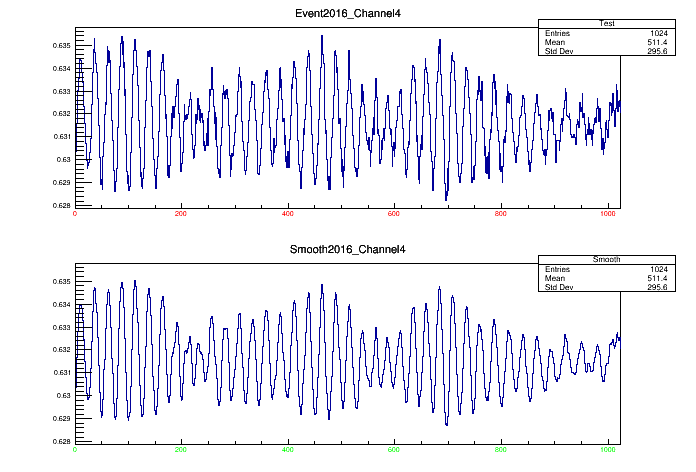 Event2016_Channel4
Test
Entries 1024
Mean 511.4
Std Dev 295.6
0.635
0.634
0.633
0.632
0.631
0.63
0.629
0.628
0 200 400 600 800 1000
Smooth2016_Channel4
Smooth
Entries 1024
Mean 511.4
Std Dev 295.6
0.635
0.634
0.633
0.632
0.631
0.63
0.629
0.628
0 200 400 600 800 1000